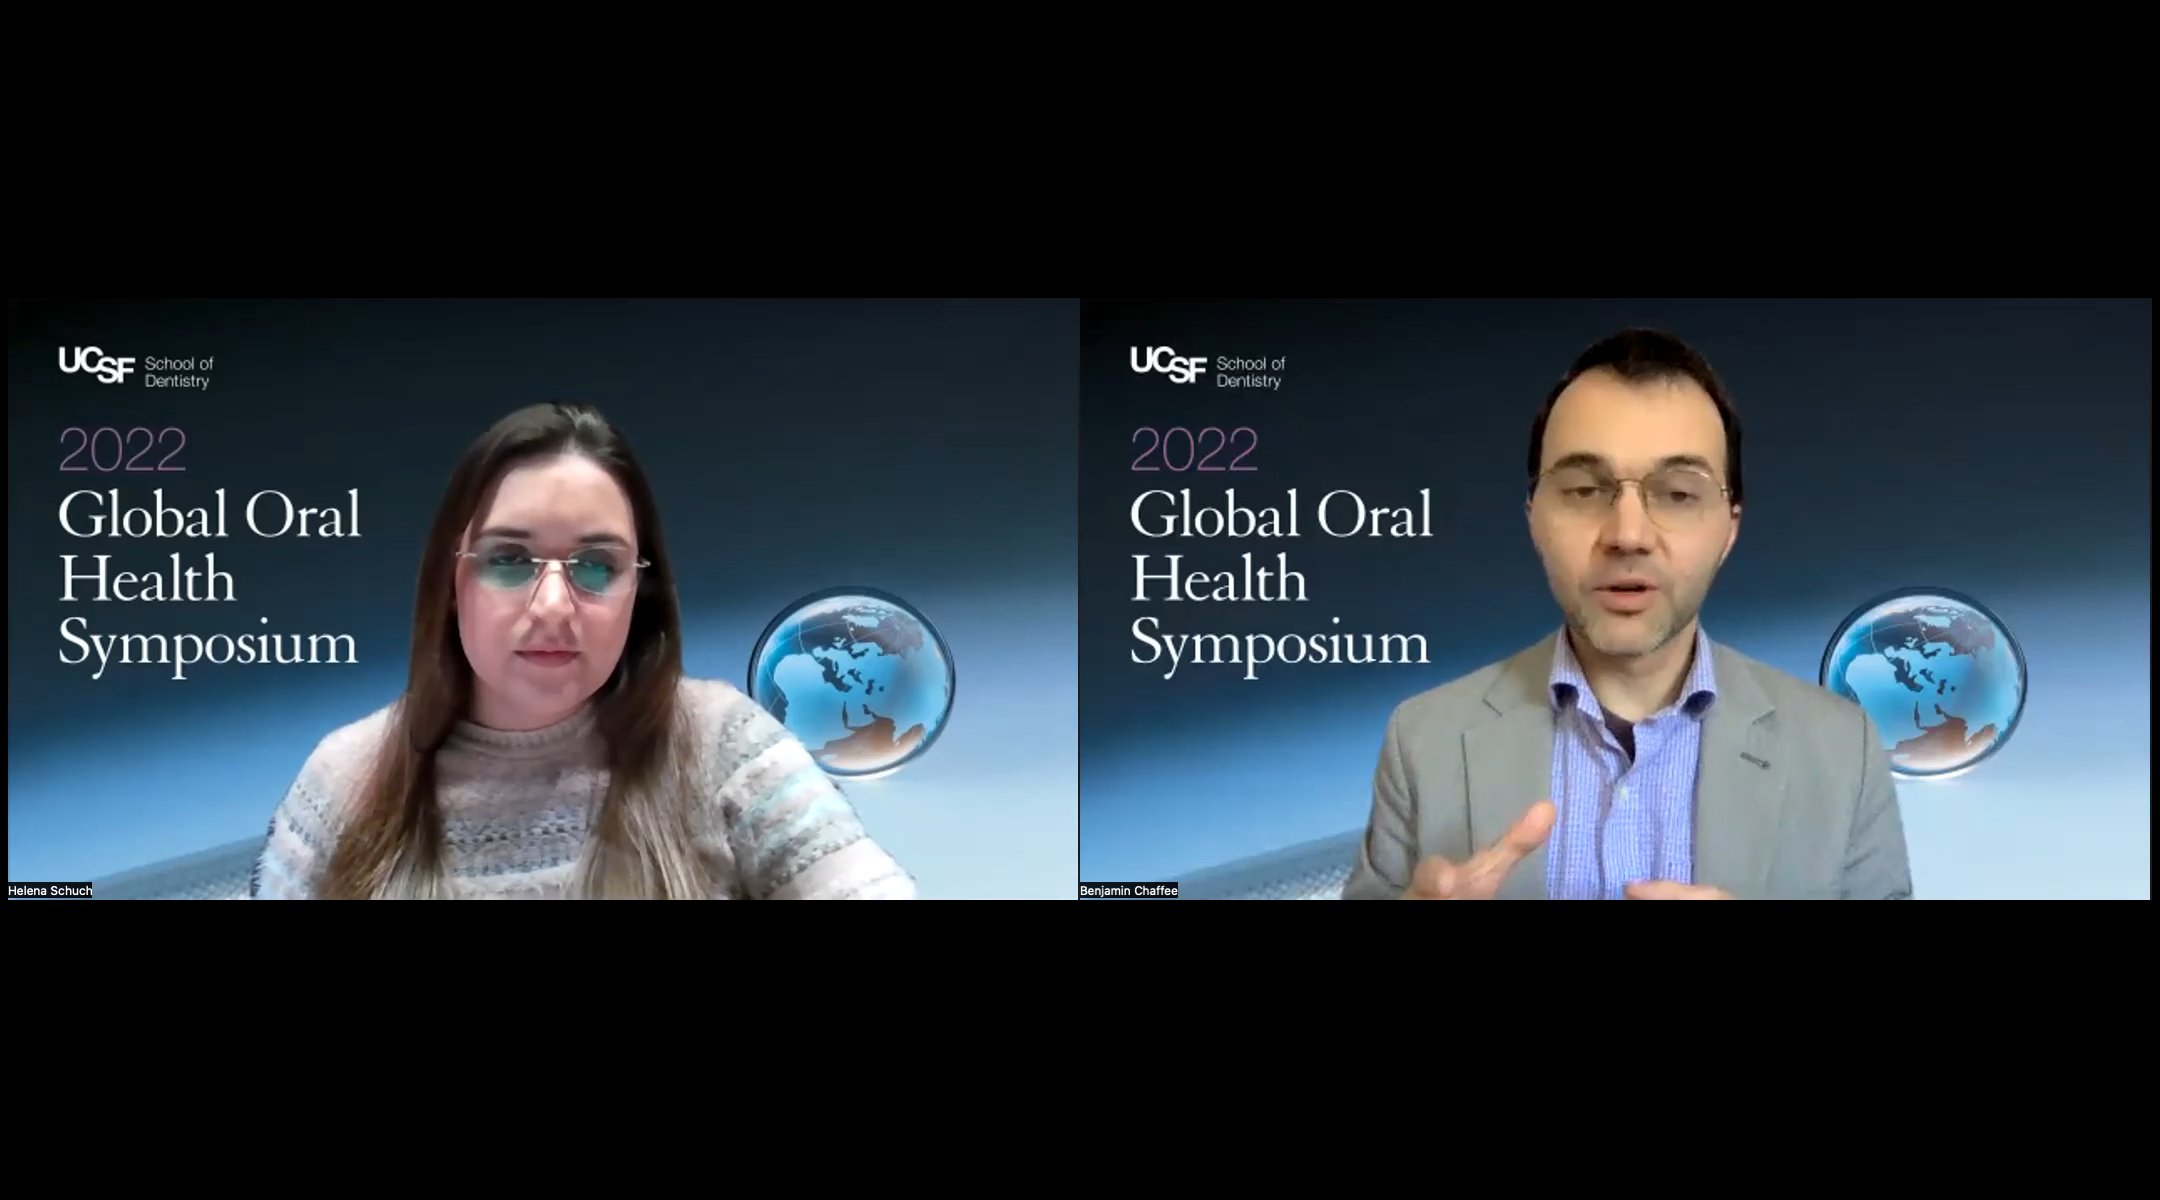 UCSF School of
Dentistry
2022
Global Oral
Health
Symposium
Helena Schuch
UCSF School of
Dentistry
2022
Global Oral
Health
Symposium
Benjamin Chaffee